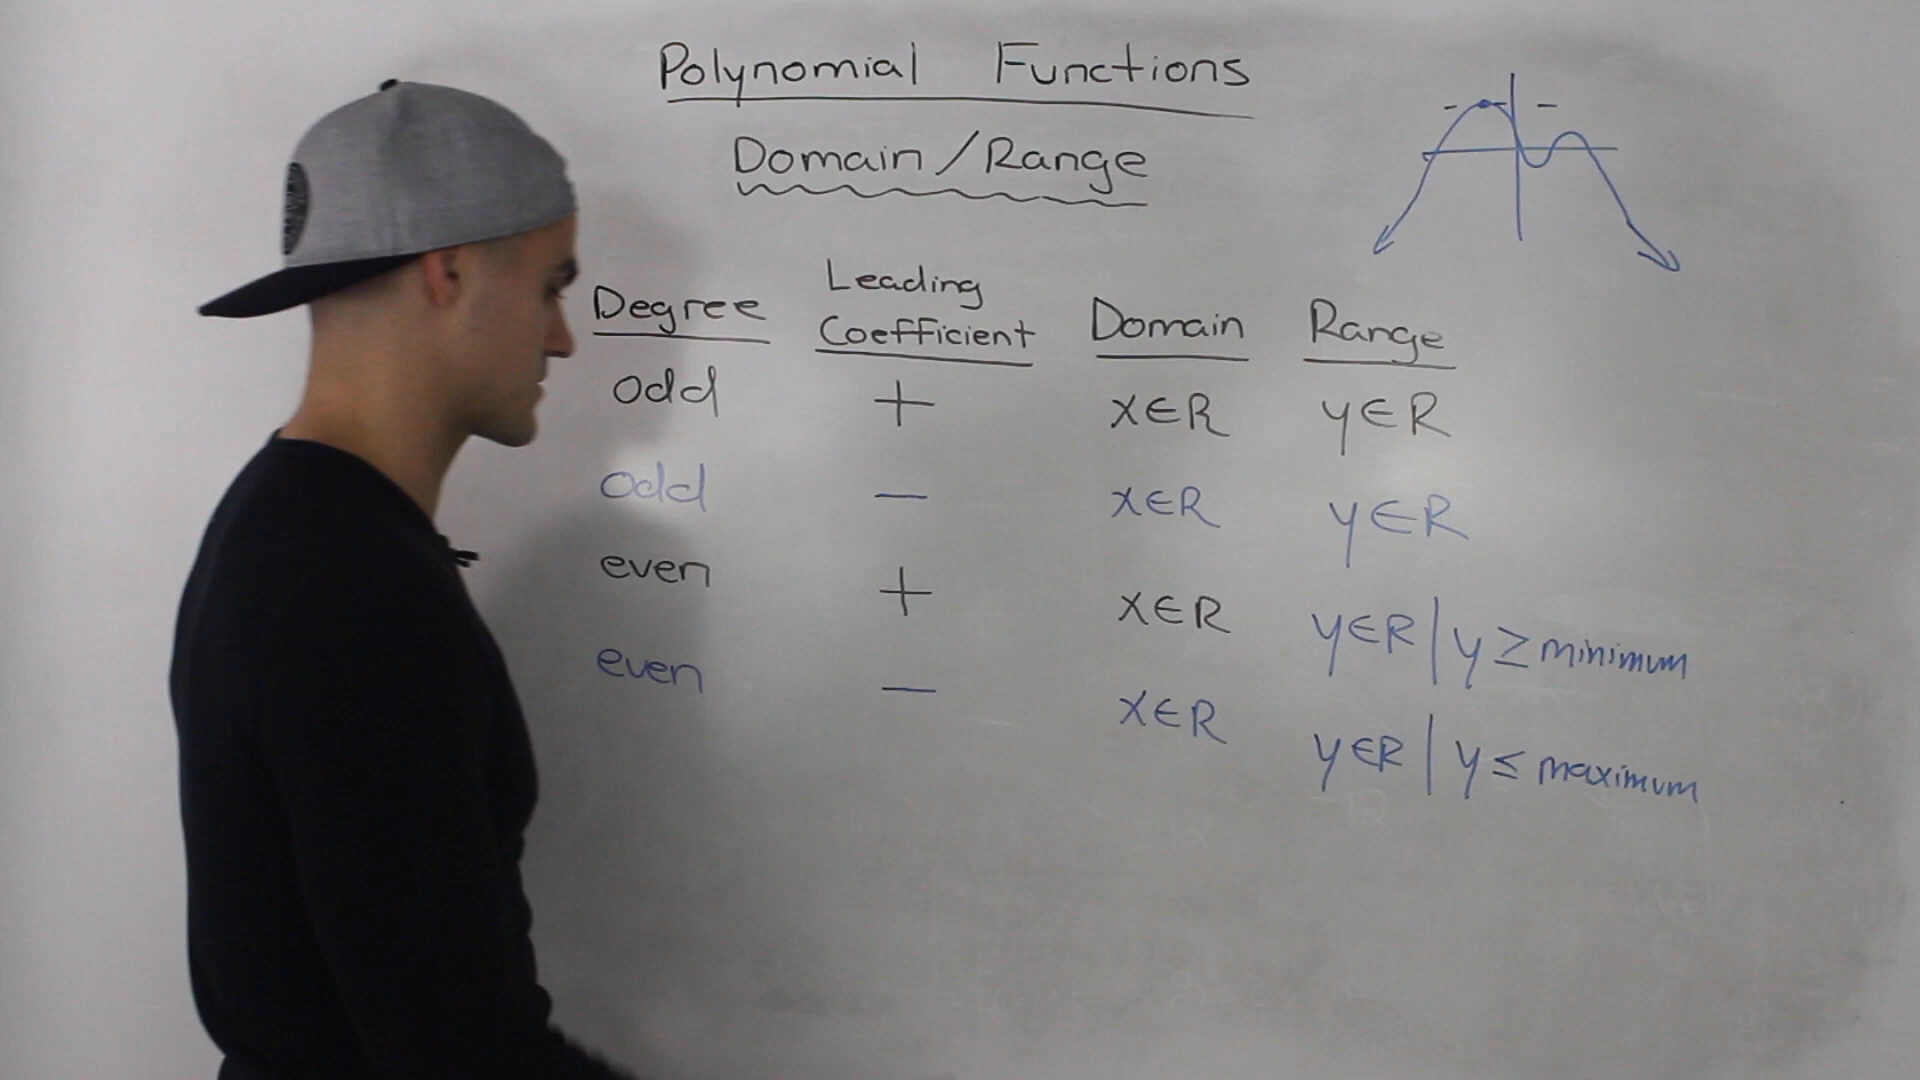 Polynomial Functions
Domain/Range
Degree Leading Coefficient Domain Range
odd + x∈R y∈R
odd − x∈R y∈R
even + x∈R y∈R | y ≥ minimum
even − x∈R y∈R | y ≤ maximum